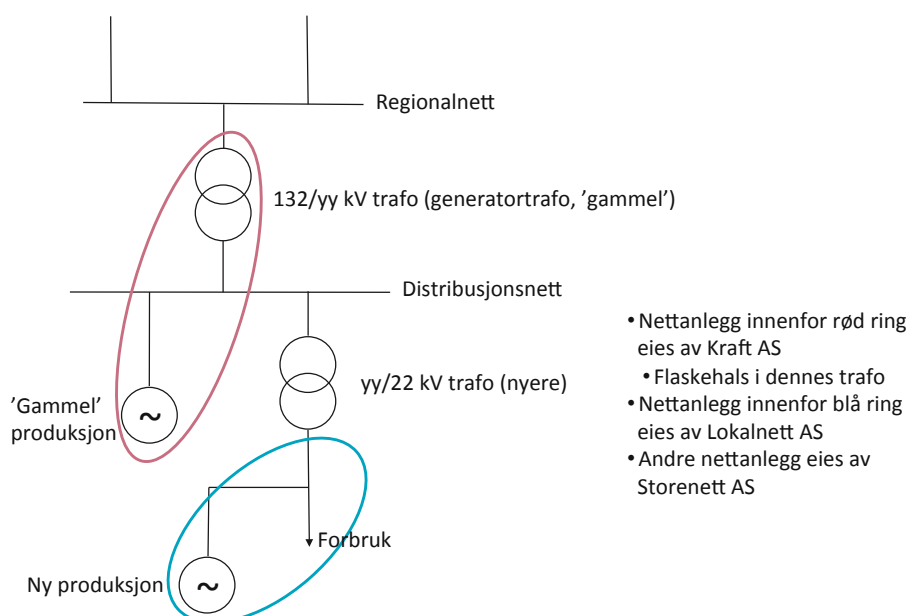 Regionalnett
132/yy kV trafo (generatortrafo, ’gammel’)
Distribusjonsnett
yy/22 kV trafo (nyere)
’Gammel’
produksjon
~
Forbruk
Ny produksjon
~
• Nettanlegg innenfor rød ring
eies av Kraft AS
• Flaskehals i dennes trafo
• Nettanlegg innenfor blå ring
eies av Lokalnett AS
• Andre nettanlegg eies av
Storenett AS